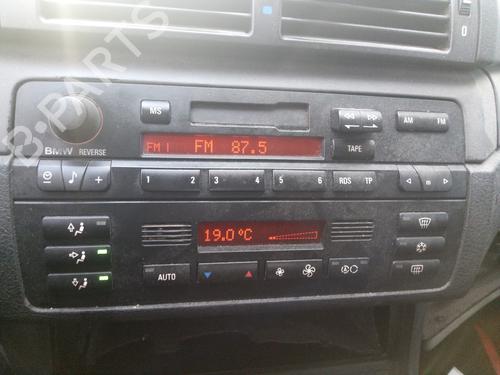 MS
AM FM
FM I FM 87.5
TAPE
BMW REVERSE
1 2 3 4 5 6 RDS TP
m
19.0°C
AUTO
B-PARTS